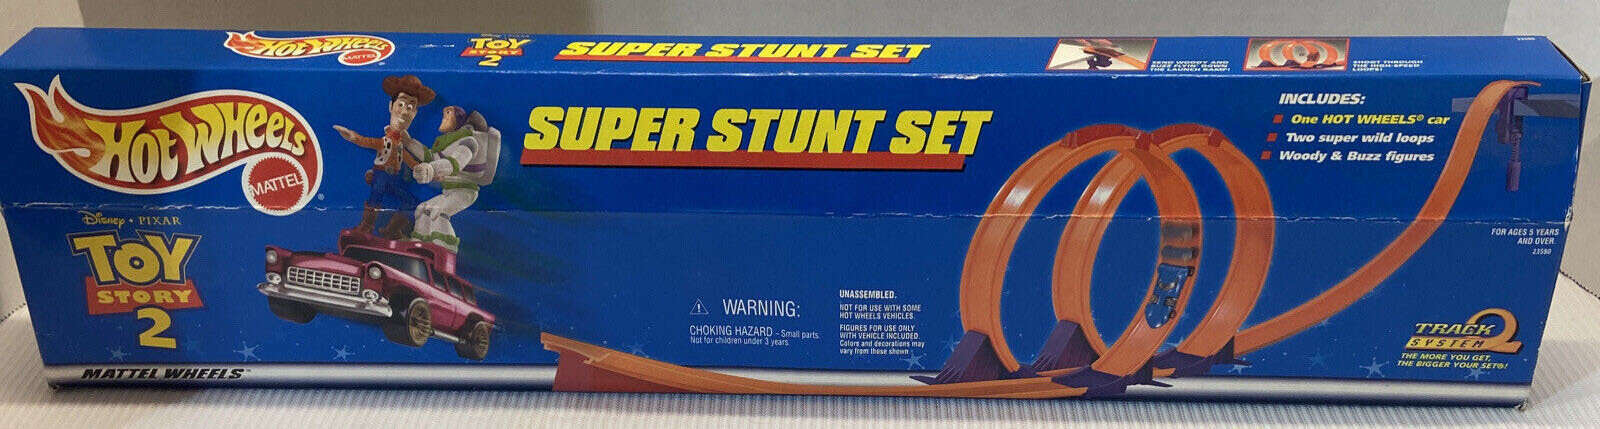 HOT WHEELS
MATTEL
DISNEY • PIXAR
TOY
STORY
2
SUPER STUNT SET
SEND WOODY AND
BUZZ FLYIN' DOWN
THE LAUNCH RAMP!
SHOOT THROUGH
THE HIGH-SPEED
LOOPS!
23590
HOT WHEELS®
MATTEL
DISNEY • PIXAR
TOY
STORY
2
MATTEL WHEELS™
SUPER STUNT SET
INCLUDES:
One HOT WHEELS® car
Two super wild loops
Woody & Buzz figures
FOR AGES 5 YEARS
AND OVER.
23590
⚠ WARNING:
CHOKING HAZARD - Small parts.
Not for children under 3 years.
UNASSEMBLED.
NOT FOR USE WITH SOME
HOT WHEELS VEHICLES.
FIGURES FOR USE ONLY
WITH VEHICLE INCLUDED.
Colors and decorations may
vary from those shown
TRACK
SYSTEM 2
THE MORE YOU GET,
THE BIGGER YOUR SETS!